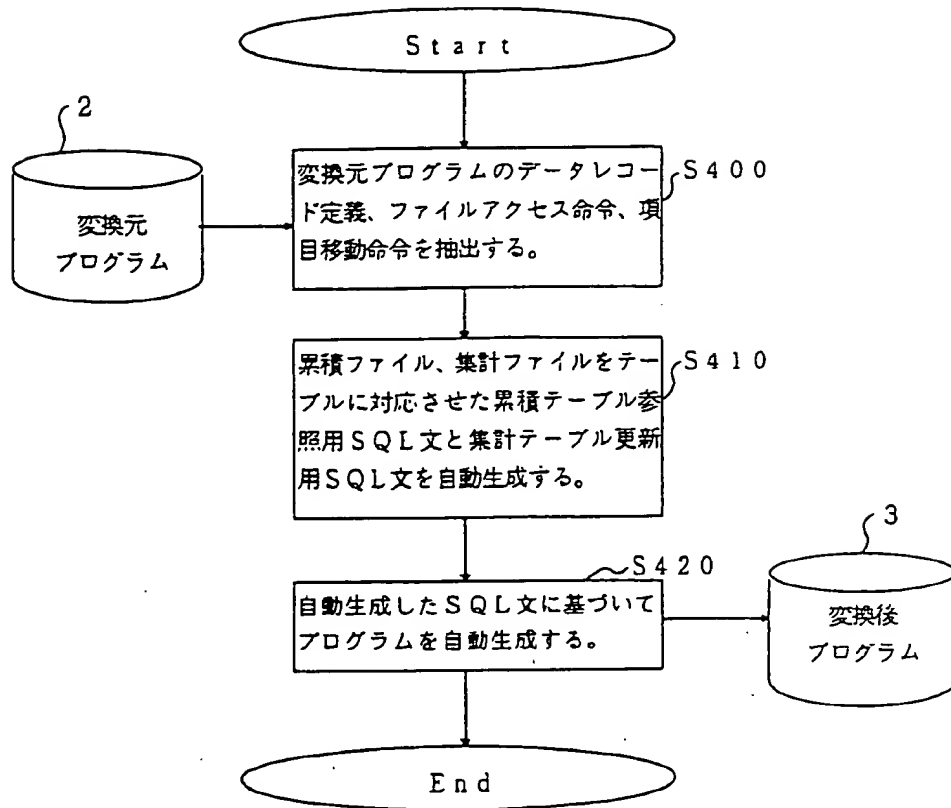 Start
2
変換元
プログラム
変換元プログラムのデータレコー
ド定義、ファイルアクセス命令、項
目移動命令を抽出する。
S400
累積ファイル、集計ファイルをテー
ブルに対応させた累積テーブル参
照用SQL文と集計テーブル更新
用SQL文を自動生成する。
S410
S420
自動生成したSQL文に基づいて
プログラムを自動生成する。
3
変換後
プログラム
End